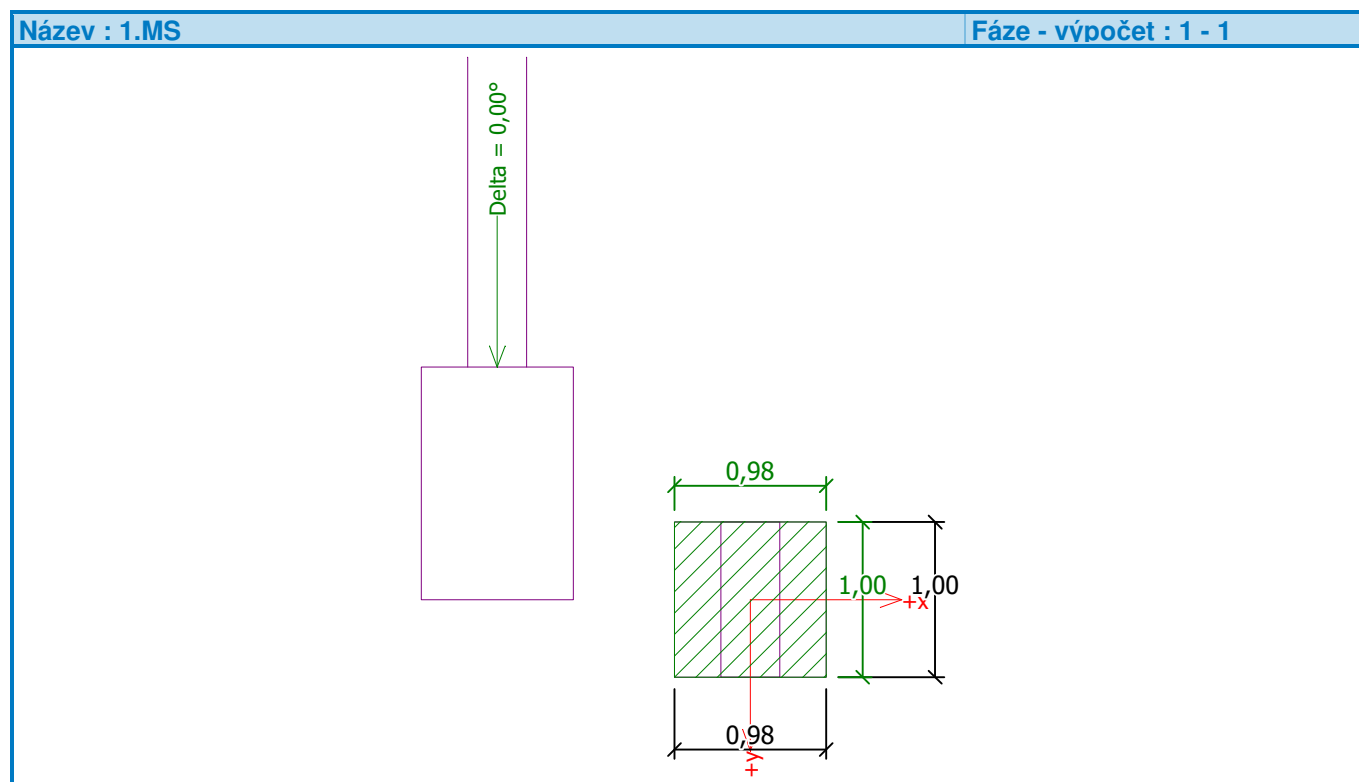 Název : 1.MS
Fáze - výpočet : 1 - 1
Delta = 0,00°
0,98
1,00
1,00
+x
0,98
+y